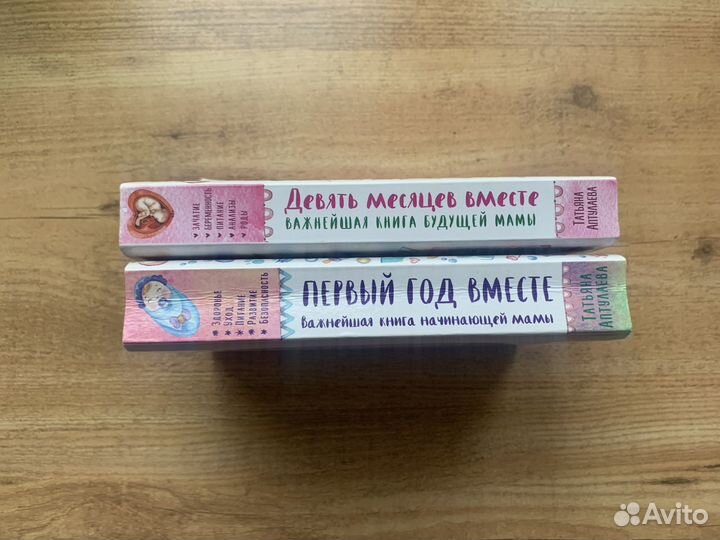 ♥ ЗАЧАТИЕ
♥ БЕРЕМЕННОСТЬ
♥ ПИТАНИЕ
♥ АНАЛИЗЫ
♥ РОДЫ
ДЕВЯТЬ МЕСЯЦЕВ ВМЕСТЕ
ВАЖНЕЙШАЯ КНИГА БУДУЩЕЙ МАМЫ
ТАТЬЯНА
АПТУЛАЕВА
ЗДОРОВЬЕ
УХОД
ПИТАНИЕ
РАЗВИТИЕ
БЕЗОПАСНОСТЬ
ПЕРВЫЙ ГОД ВМЕСТЕ
ВАЖНЕЙШАЯ КНИГА НАЧИНАЮЩЕЙ МАМЫ
ТАТЬЯНА
АПТУЛАЕВА
Avito